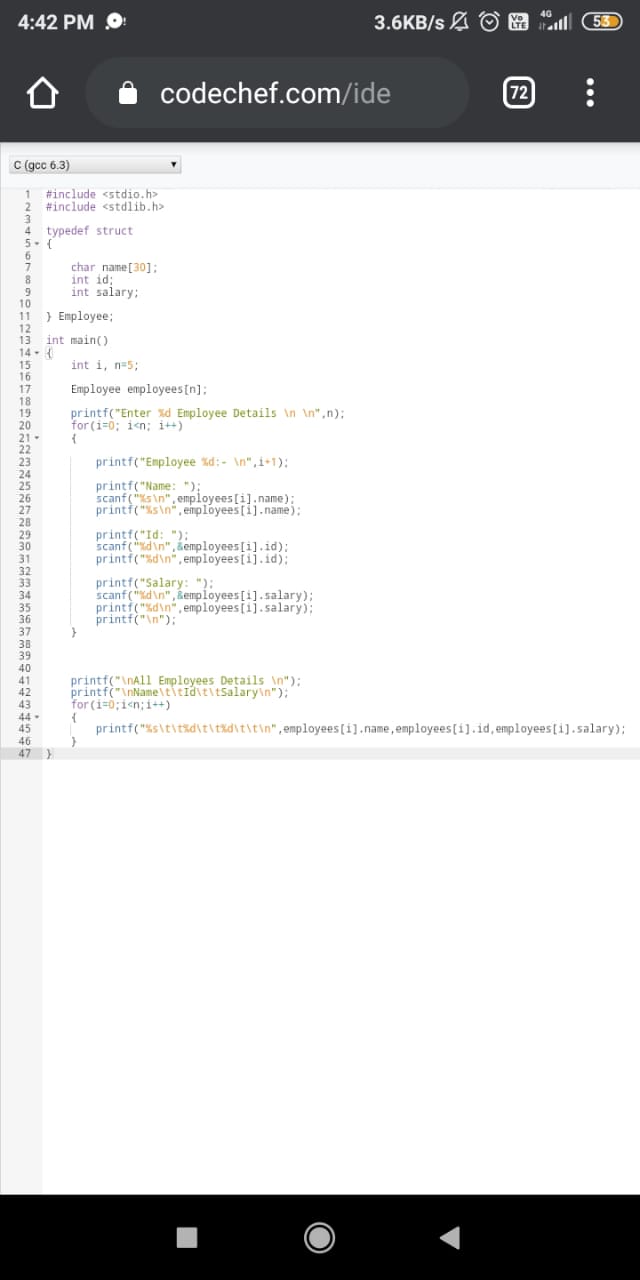 4:42 PM 3.6KB/s Vo LTE 4G 53
codechef.com/ide 72
C (gcc 6.3)
1 #include <stdio.h>
2 #include <stdlib.h>
3
4 typedef struct
5 {
6
7 char name[30];
8 int id;
9 int salary;
10
11 } Employee;
12
13 int main()
14 {
15 int i, n=5;
16
17 Employee employees[n];
18
19 printf("Enter %d Employee Details \n \n",n);
20 for(i=0; i<n; i++)
21 {
22
23 printf("Employee %d:- \n",i+1);
24
25 printf("Name: ");
26 scanf("%s\n",employees[i].name);
27 printf("%s\n",employees[i].name);
28
29 printf("Id: ");
30 scanf("%d\n",&employees[i].id);
31 printf("%d\n",employees[i].id);
32
33 printf("Salary: ");
34 scanf("%d\n",&employees[i].salary);
35 printf("%d\n",employees[i].salary);
36 printf("\n");
37 }
38
39
40
41 printf("\nAll Employees Details \n");
42 printf("\nName\t\tId\t\tSalary\n");
43 for(i=0;i<n;i++)
44 {
45 printf("%s\t\t%d\t\t%d\t\t\n",employees[i].name,employees[i].id,employees[i].salary);
46 }
47 }